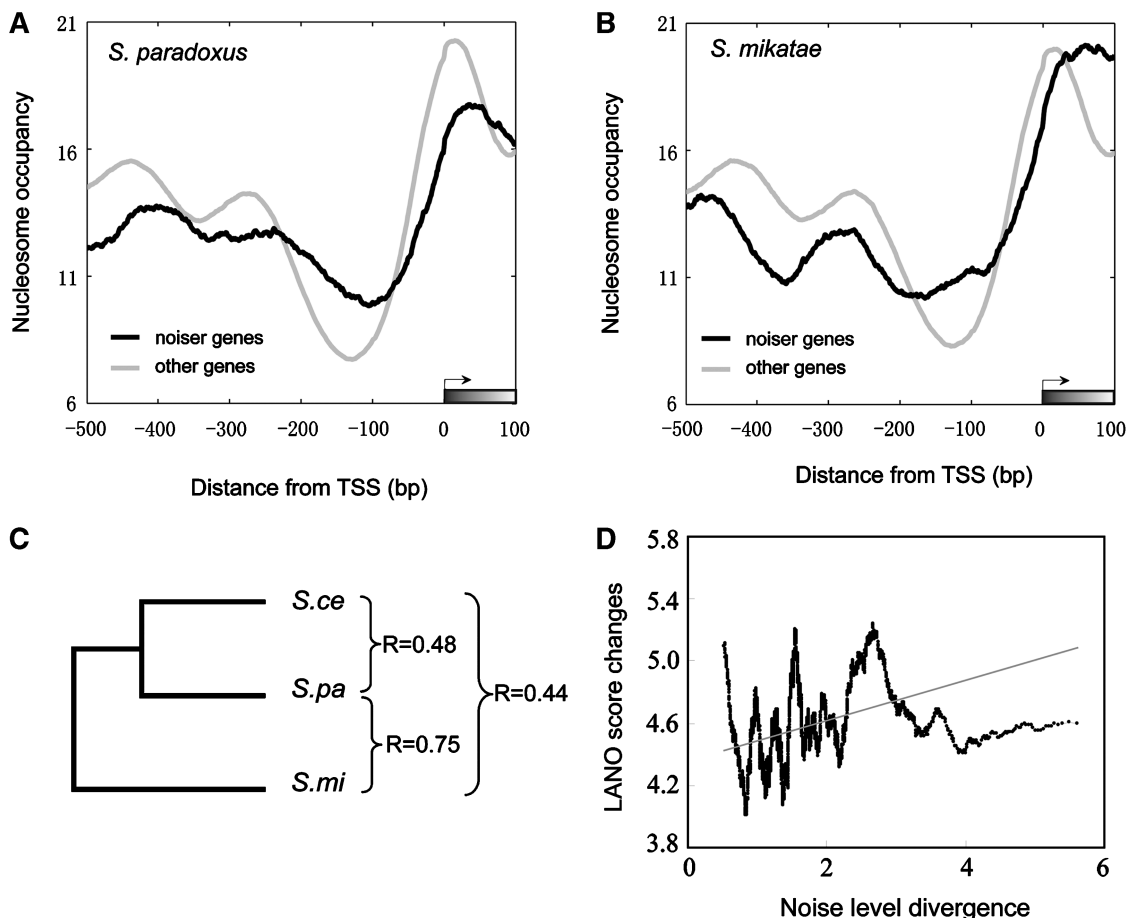 A
21
16
11
6
Nucleosome occupancy
S. paradoxus
noiser genes
other genes
-500
-400
-300
-200
-100
0
100
Distance from TSS (bp)
B
21
16
11
6
Nucleosome occupancy
S. mikatae
noiser genes
other genes
-500
-400
-300
-200
-100
0
100
Distance from TSS (bp)
C
S.ce
S.pa
S.mi
R=0.48
R=0.75
R=0.44
D
5.8
5.4
5.0
4.6
4.2
3.8
LANO score changes
0
2
4
6
Noise level divergence